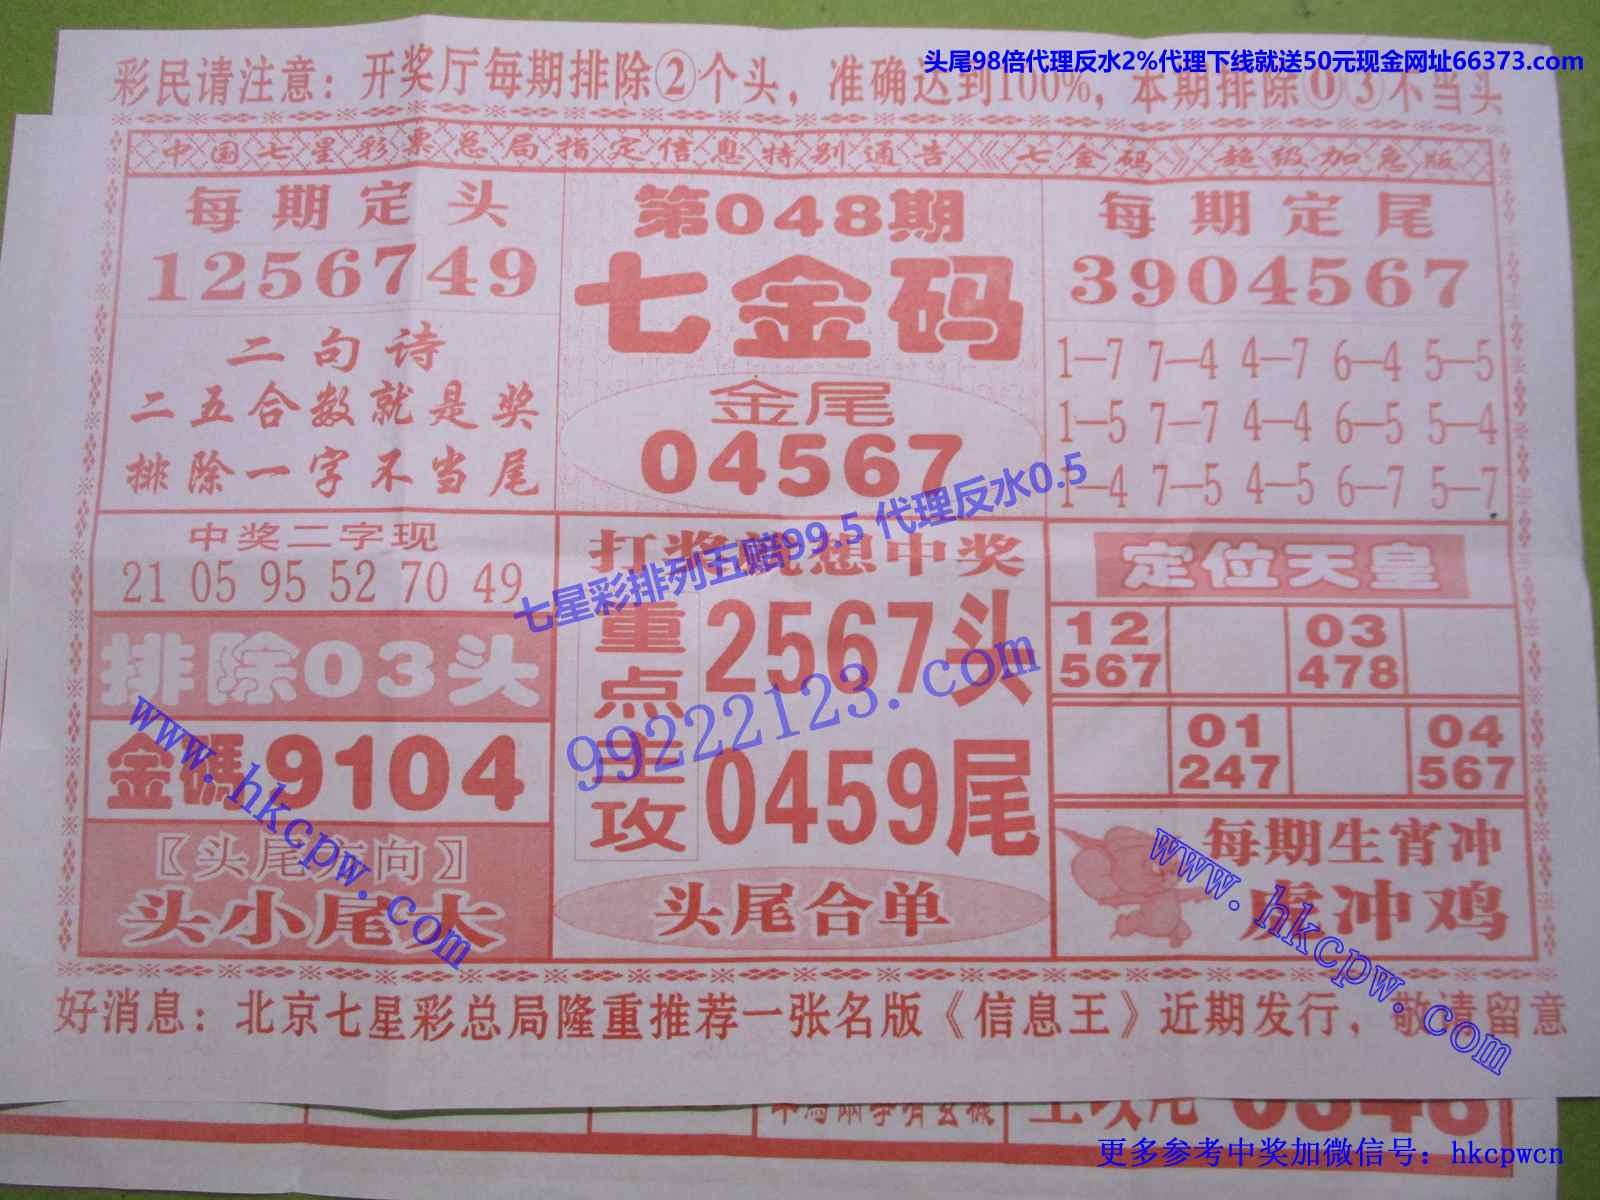 头尾98倍代理反水2%代理下线就送50元现金网址66373.com
彩民请注意：开奖厅每期排除②个头，准确达到100%，本期排除⓪③不当头
中国七星彩票总局指定信息特别通告《七金码》超级加急版
每期定头
1256749
二句诗
二五合数就是奖
排除一字不当尾
第048期
七金码
金尾
04567
每期定尾
3904567
1—7 7—4 4—7 6—4 5—5
1—5 7—7 4—4 6—5 5—4
1—4 7—5 4—5 6—7 5—7
中奖二字现
21 05 95 52 70 49
排除03头
金碼9104
〖头尾方向〗
头小尾大
打奖就想中奖
重点主攻
2567头
0459尾
头尾合单
定位天皇
12 567
03 478
01 247
04 567
每期生宵冲
虎冲鸡
七星彩排列五赔99.5 代理反水0.5
99222123.com
www.hkcpw.com
www.hkcpw.com
好消息：北京七星彩总局隆重推荐一张名版《信息王》近期发行，敬请留意
更多参考中奖加微信号：hkcpwcn